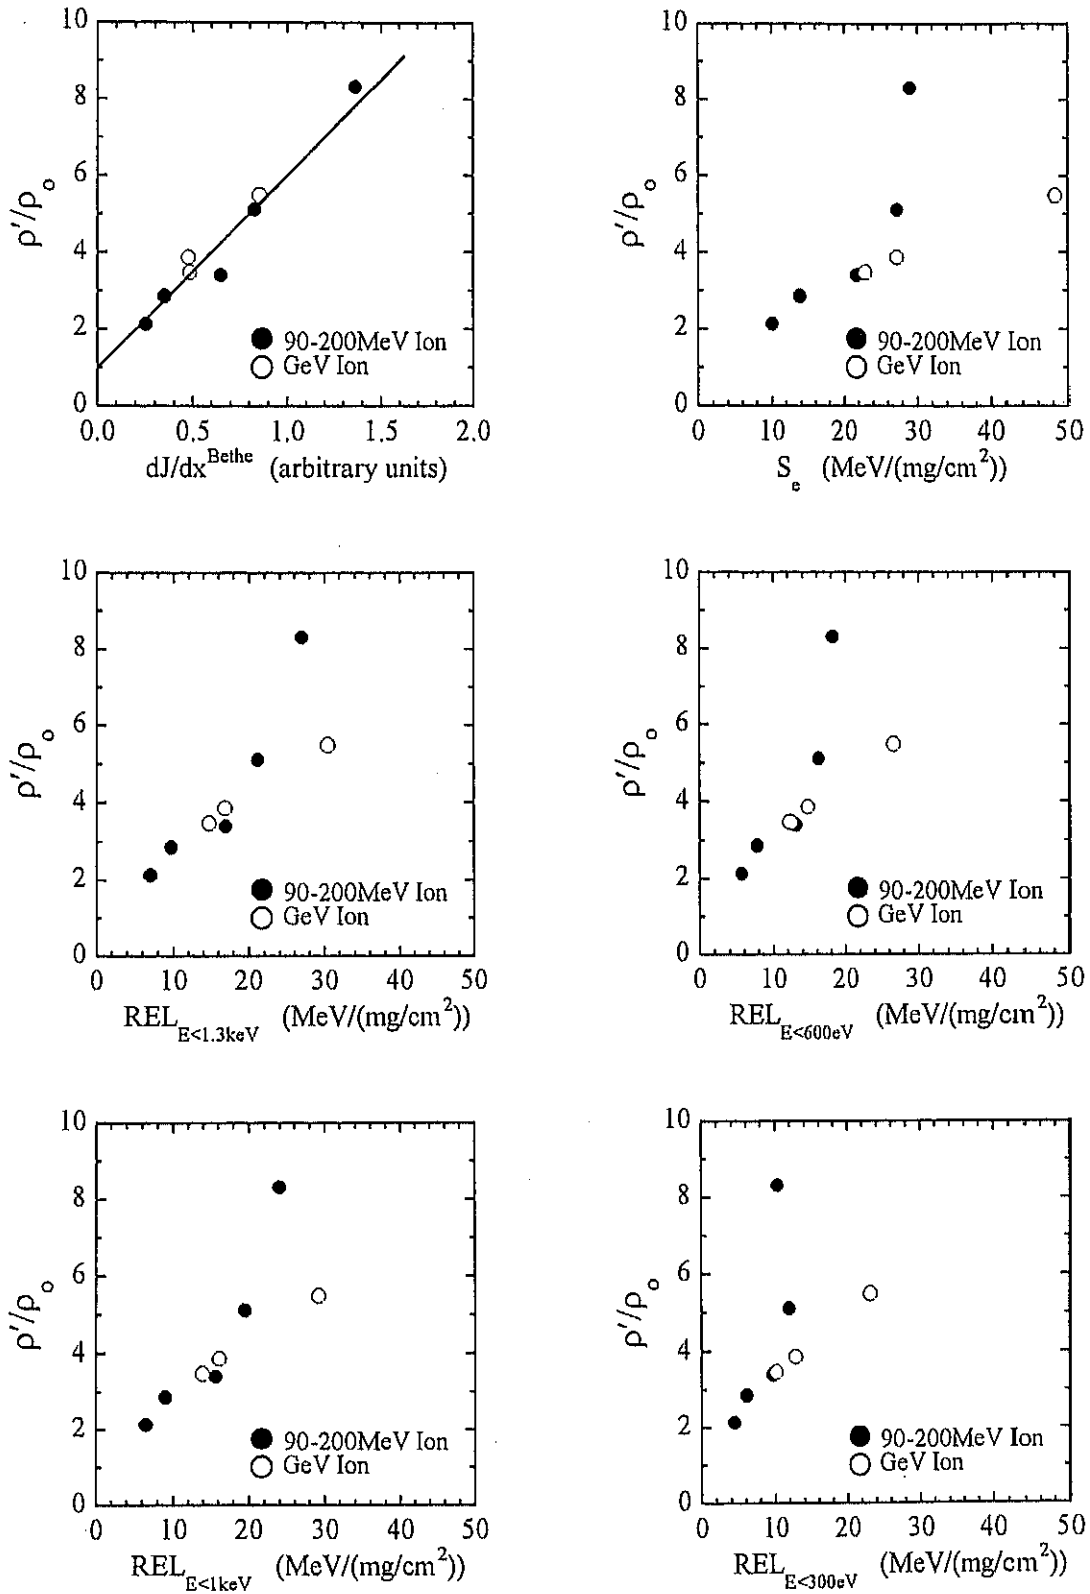 10
8
6
4
2
0
ρ'/ρo
90-200MeV Ion
GeV Ion
0.0 0.5 1.0 1.5 2.0
dJ/dx^Bethe (arbitrary units)
10
8
6
4
2
0
ρ'/ρo
90-200MeV Ion
GeV Ion
0 10 20 30 40 50
S_e (MeV/(mg/cm²))
10
8
6
4
2
0
ρ'/ρo
90-200MeV Ion
GeV Ion
0 10 20 30 40 50
REL_E<1.3keV (MeV/(mg/cm²))
10
8
6
4
2
0
ρ'/ρo
90-200MeV Ion
GeV Ion
0 10 20 30 40 50
REL_E<600eV (MeV/(mg/cm²))
10
8
6
4
2
0
ρ'/ρo
90-200MeV Ion
GeV Ion
0 10 20 30 40 50
REL_E<1keV (MeV/(mg/cm²))
10
8
6
4
2
0
ρ'/ρo
90-200MeV Ion
GeV Ion
0 10 20 30 40 50
REL_E<300eV (MeV/(mg/cm²))